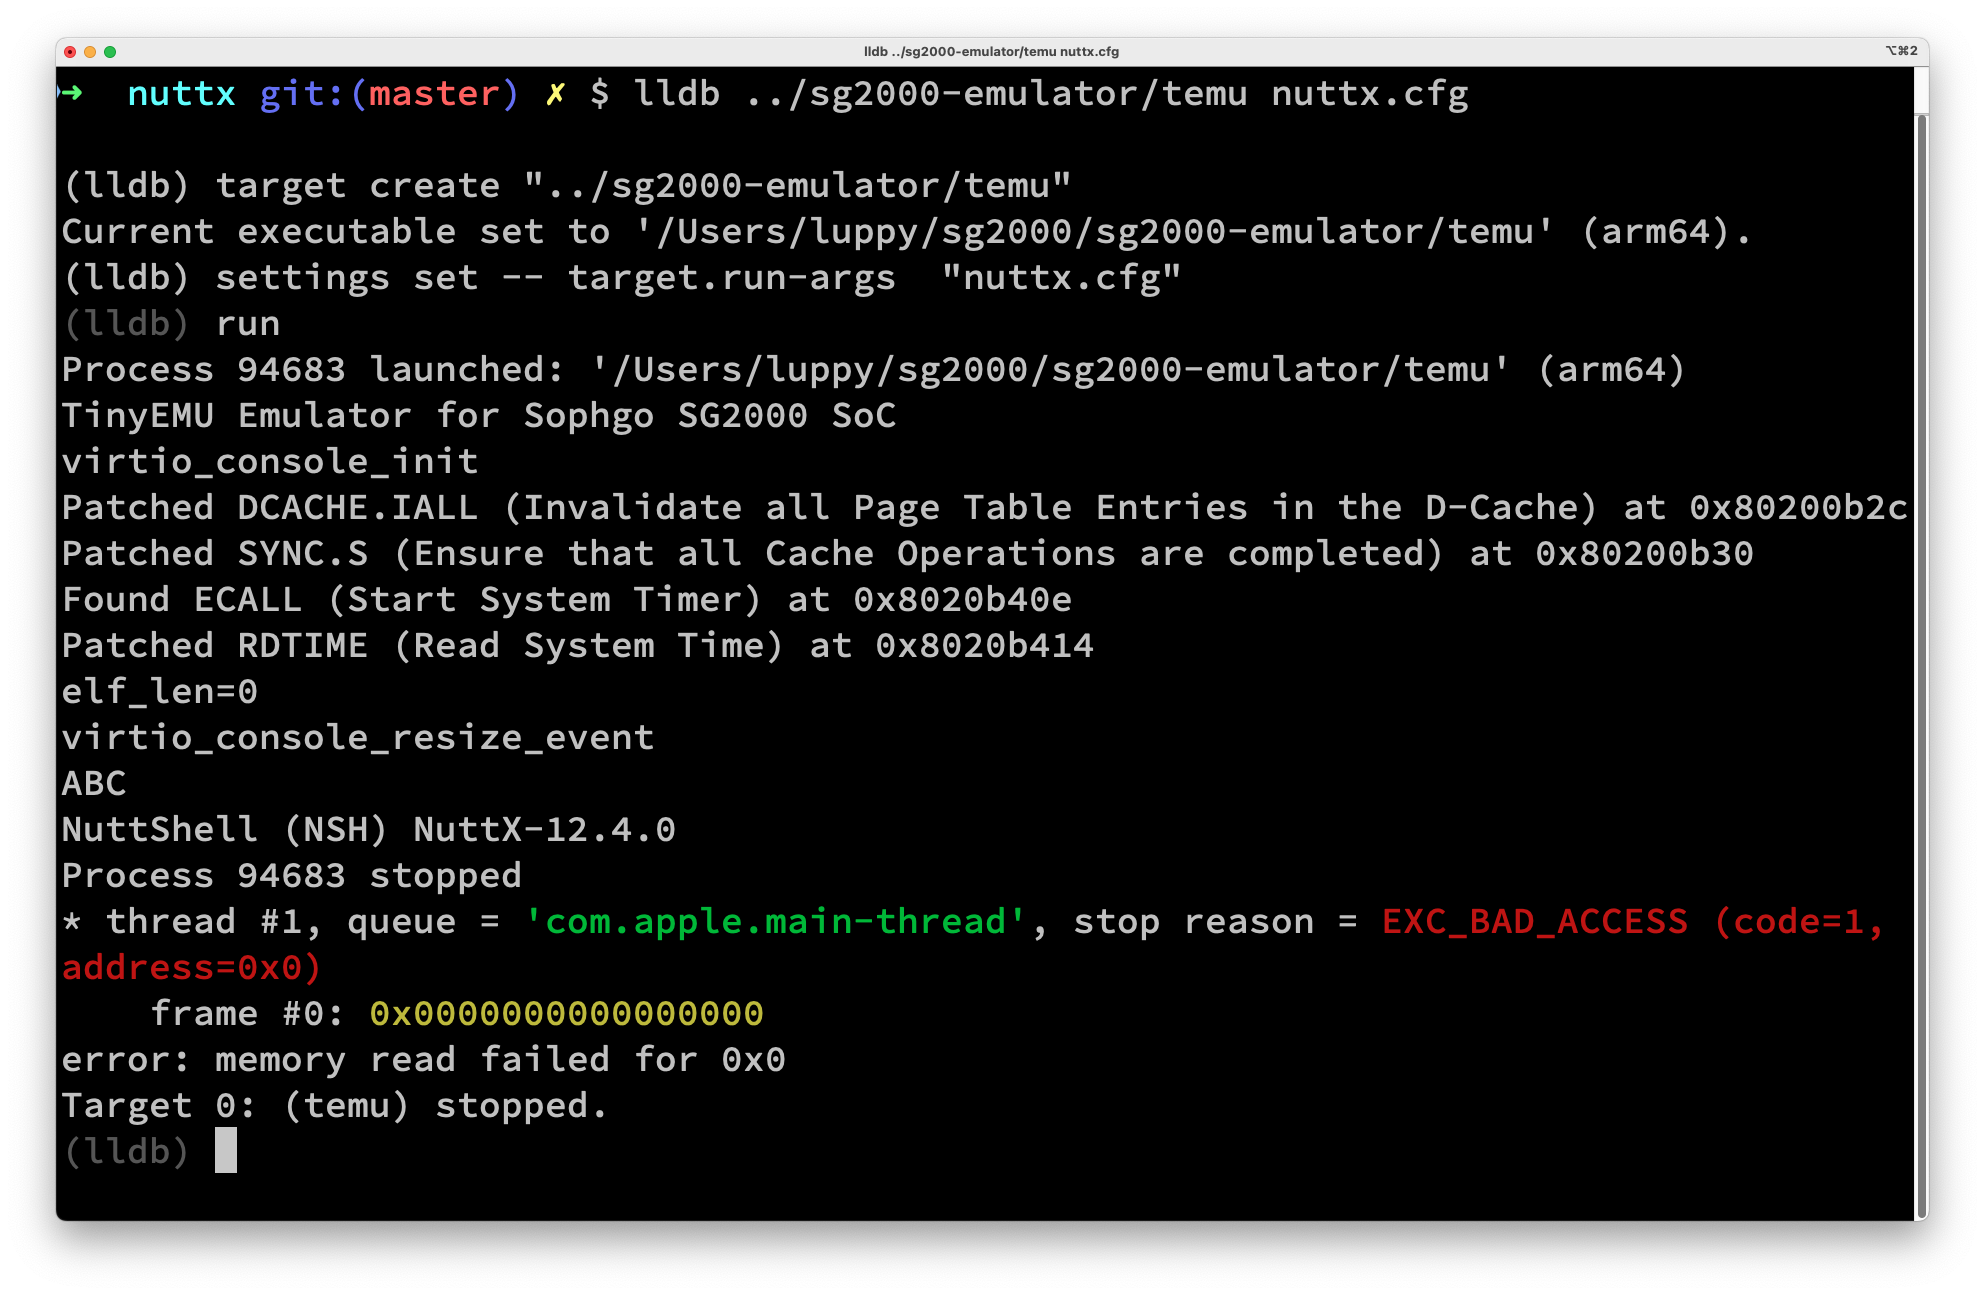 lldb ../sg2000-emulator/temu nuttx.cfg
⌥⌘2
➜  nuttx git:(master) ✗ $ lldb ../sg2000-emulator/temu nuttx.cfg
(lldb) target create "../sg2000-emulator/temu"
Current executable set to '/Users/luppy/sg2000/sg2000-emulator/temu' (arm64).
(lldb) settings set -- target.run-args  "nuttx.cfg"
(lldb) run
Process 94683 launched: '/Users/luppy/sg2000/sg2000-emulator/temu' (arm64)
TinyEMU Emulator for Sophgo SG2000 SoC
virtio_console_init
Patched DCACHE.IALL (Invalidate all Page Table Entries in the D-Cache) at 0x80200b2c
Patched SYNC.S (Ensure that all Cache Operations are completed) at 0x80200b30
Found ECALL (Start System Timer) at 0x8020b40e
Patched RDTIME (Read System Time) at 0x8020b414
elf_len=0
virtio_console_resize_event
ABC
NuttShell (NSH) NuttX-12.4.0
Process 94683 stopped
* thread #1, queue = 'com.apple.main-thread', stop reason = EXC_BAD_ACCESS (code=1,
address=0x0)
    frame #0: 0x0000000000000000
error: memory read failed for 0x0
Target 0: (temu) stopped.
(lldb)